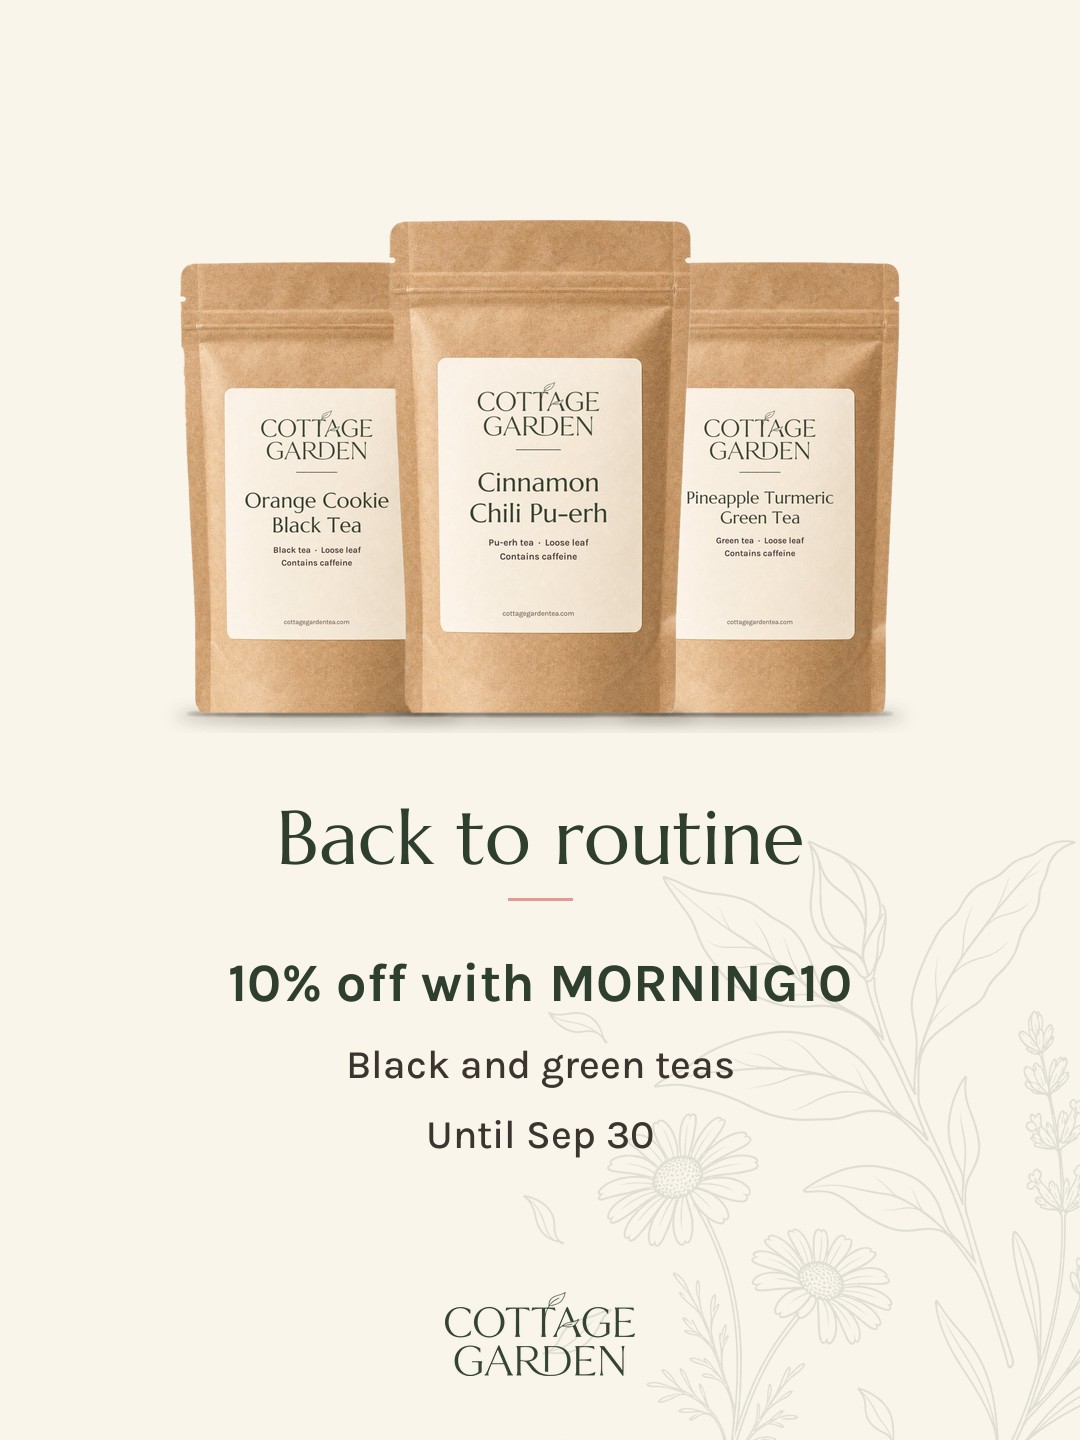 COTTAGE
GARDEN
Orange Cookie
Black Tea
Black tea · Loose leaf
Contains caffeine
cottagegardentea.com
COTTAGE
GARDEN
Cinnamon
Chili Pu-erh
Pu-erh tea · Loose leaf
Contains caffeine
cottagegardentea.com
COTTAGE
GARDEN
Pineapple Turmeric
Green Tea
Green tea · Loose leaf
Contains caffeine
cottagegardentea.com
Back to routine
10% off with MORNING10
Black and green teas
Until Sep 30
COTTAGE
GARDEN